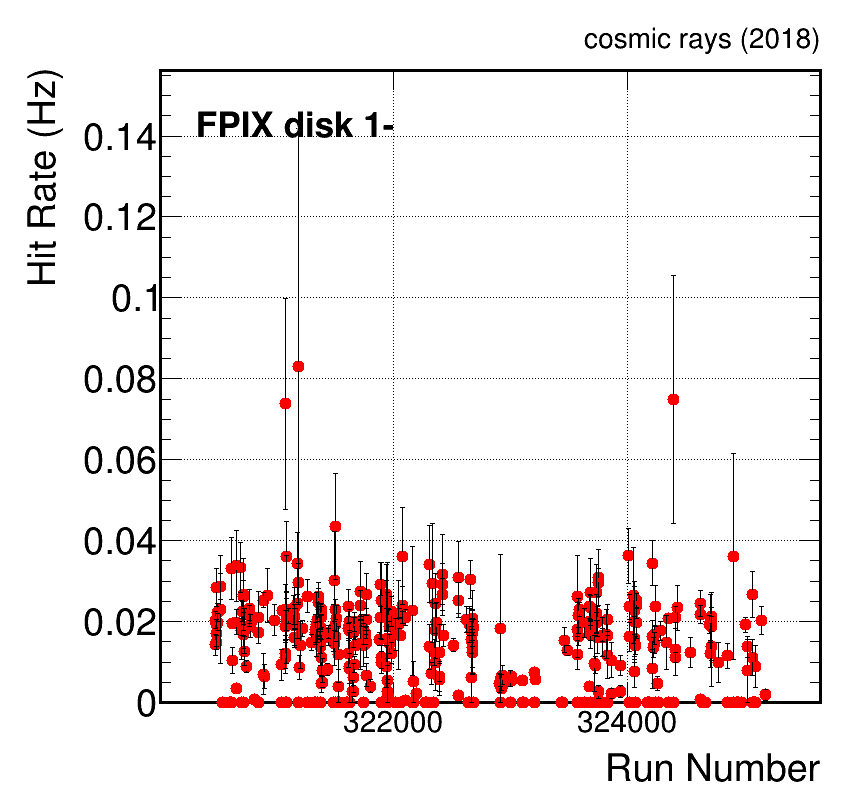 cosmic rays (2018)
Hit Rate (Hz)
FPIX disk 1-
0.14
0.12
0.1
0.08
0.06
0.04
0.02
0
322000
324000
Run Number